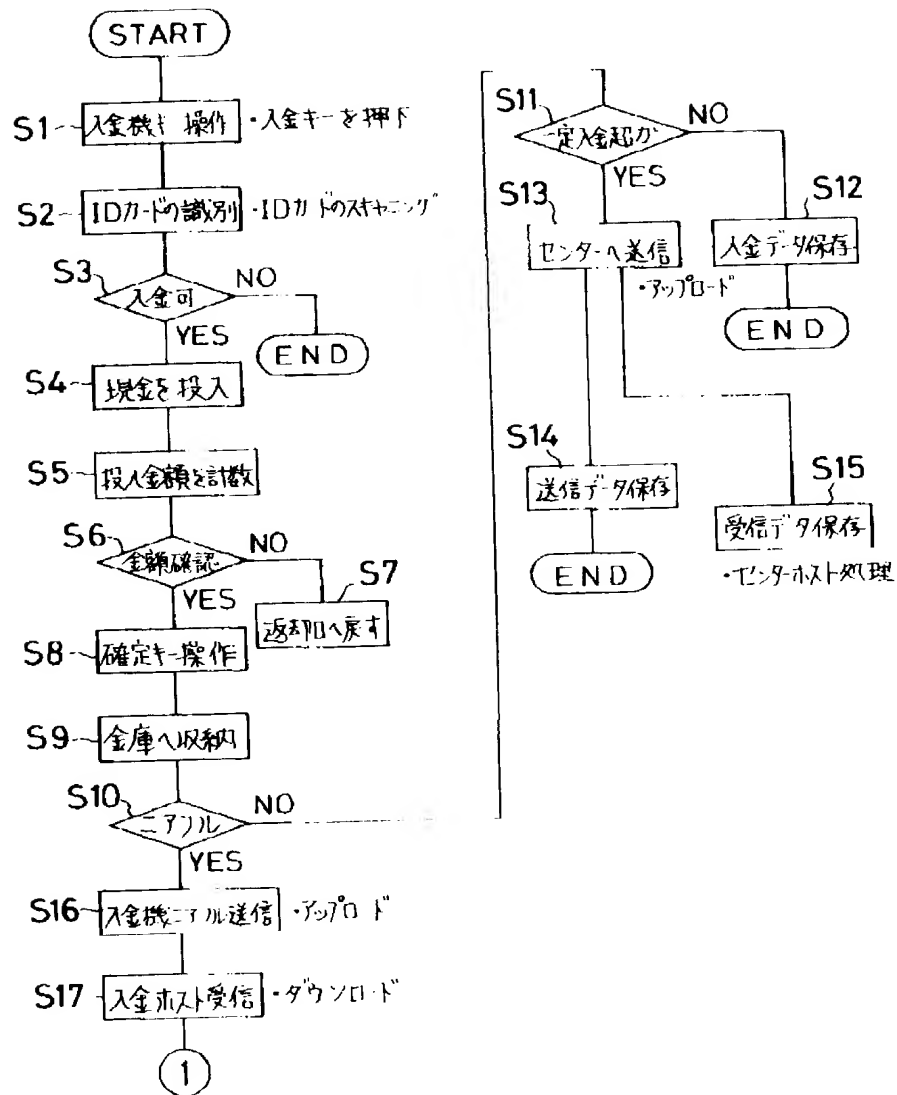 START
S1
入金機キ操作
・入金キーを押下
S2
IDカードの識別
・IDカードのスキャニング
S3
入金可
NO
YES
END
S4
現金を投入
S5
投入金額を計数
S6
金額確認
NO
YES
S7
返却口へ戻す
S8
確定キー操作
S9
金庫へ収納
S10
ニアフル
NO
YES
S16
入金機ニアフル送信
・アップロード
S17
入金ホスト受信
・ダウンロード
1
S11
一定入金超か
NO
YES
S12
入金データ保存
END
S13
センターへ送信
・アップロード
S14
送信データ保存
END
S15
受信データ保存
・センターホスト処理